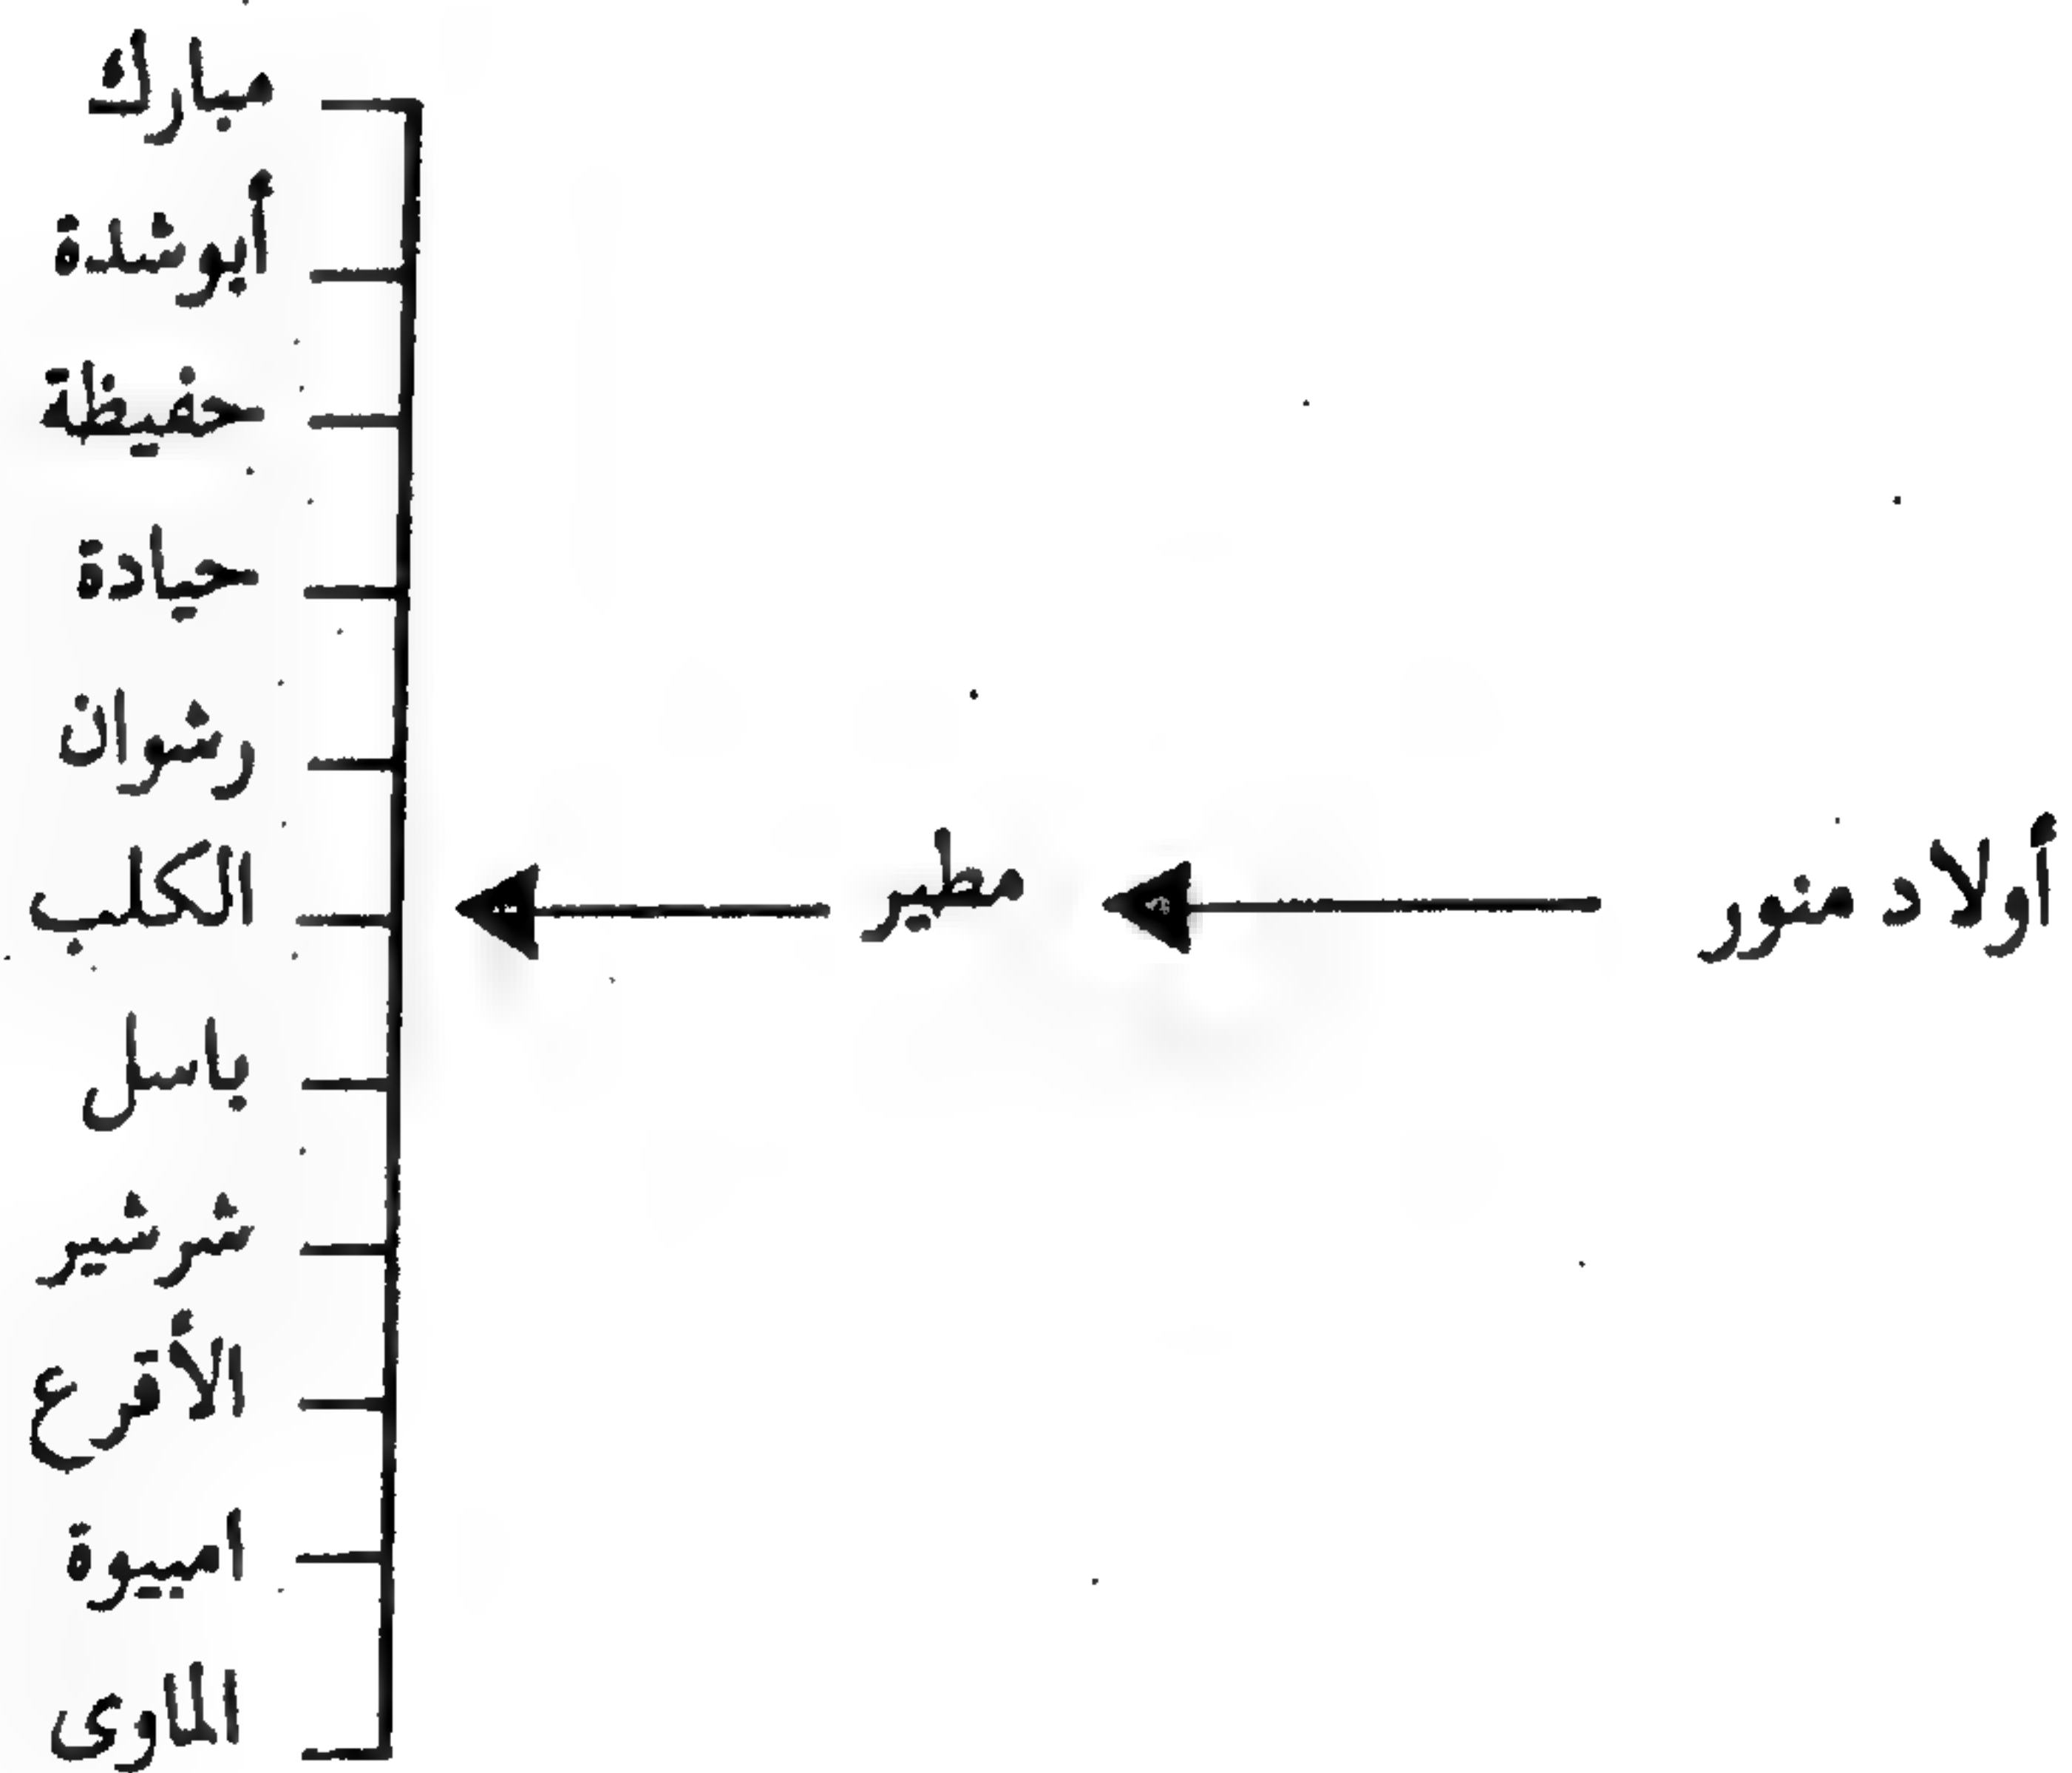 أولاد منور
مطير
مبارك
أبوشدة
حفيظة
حيادة
رشوان
الكلب
باسل
شرشير
الأقرع
امبيوة
الماوى